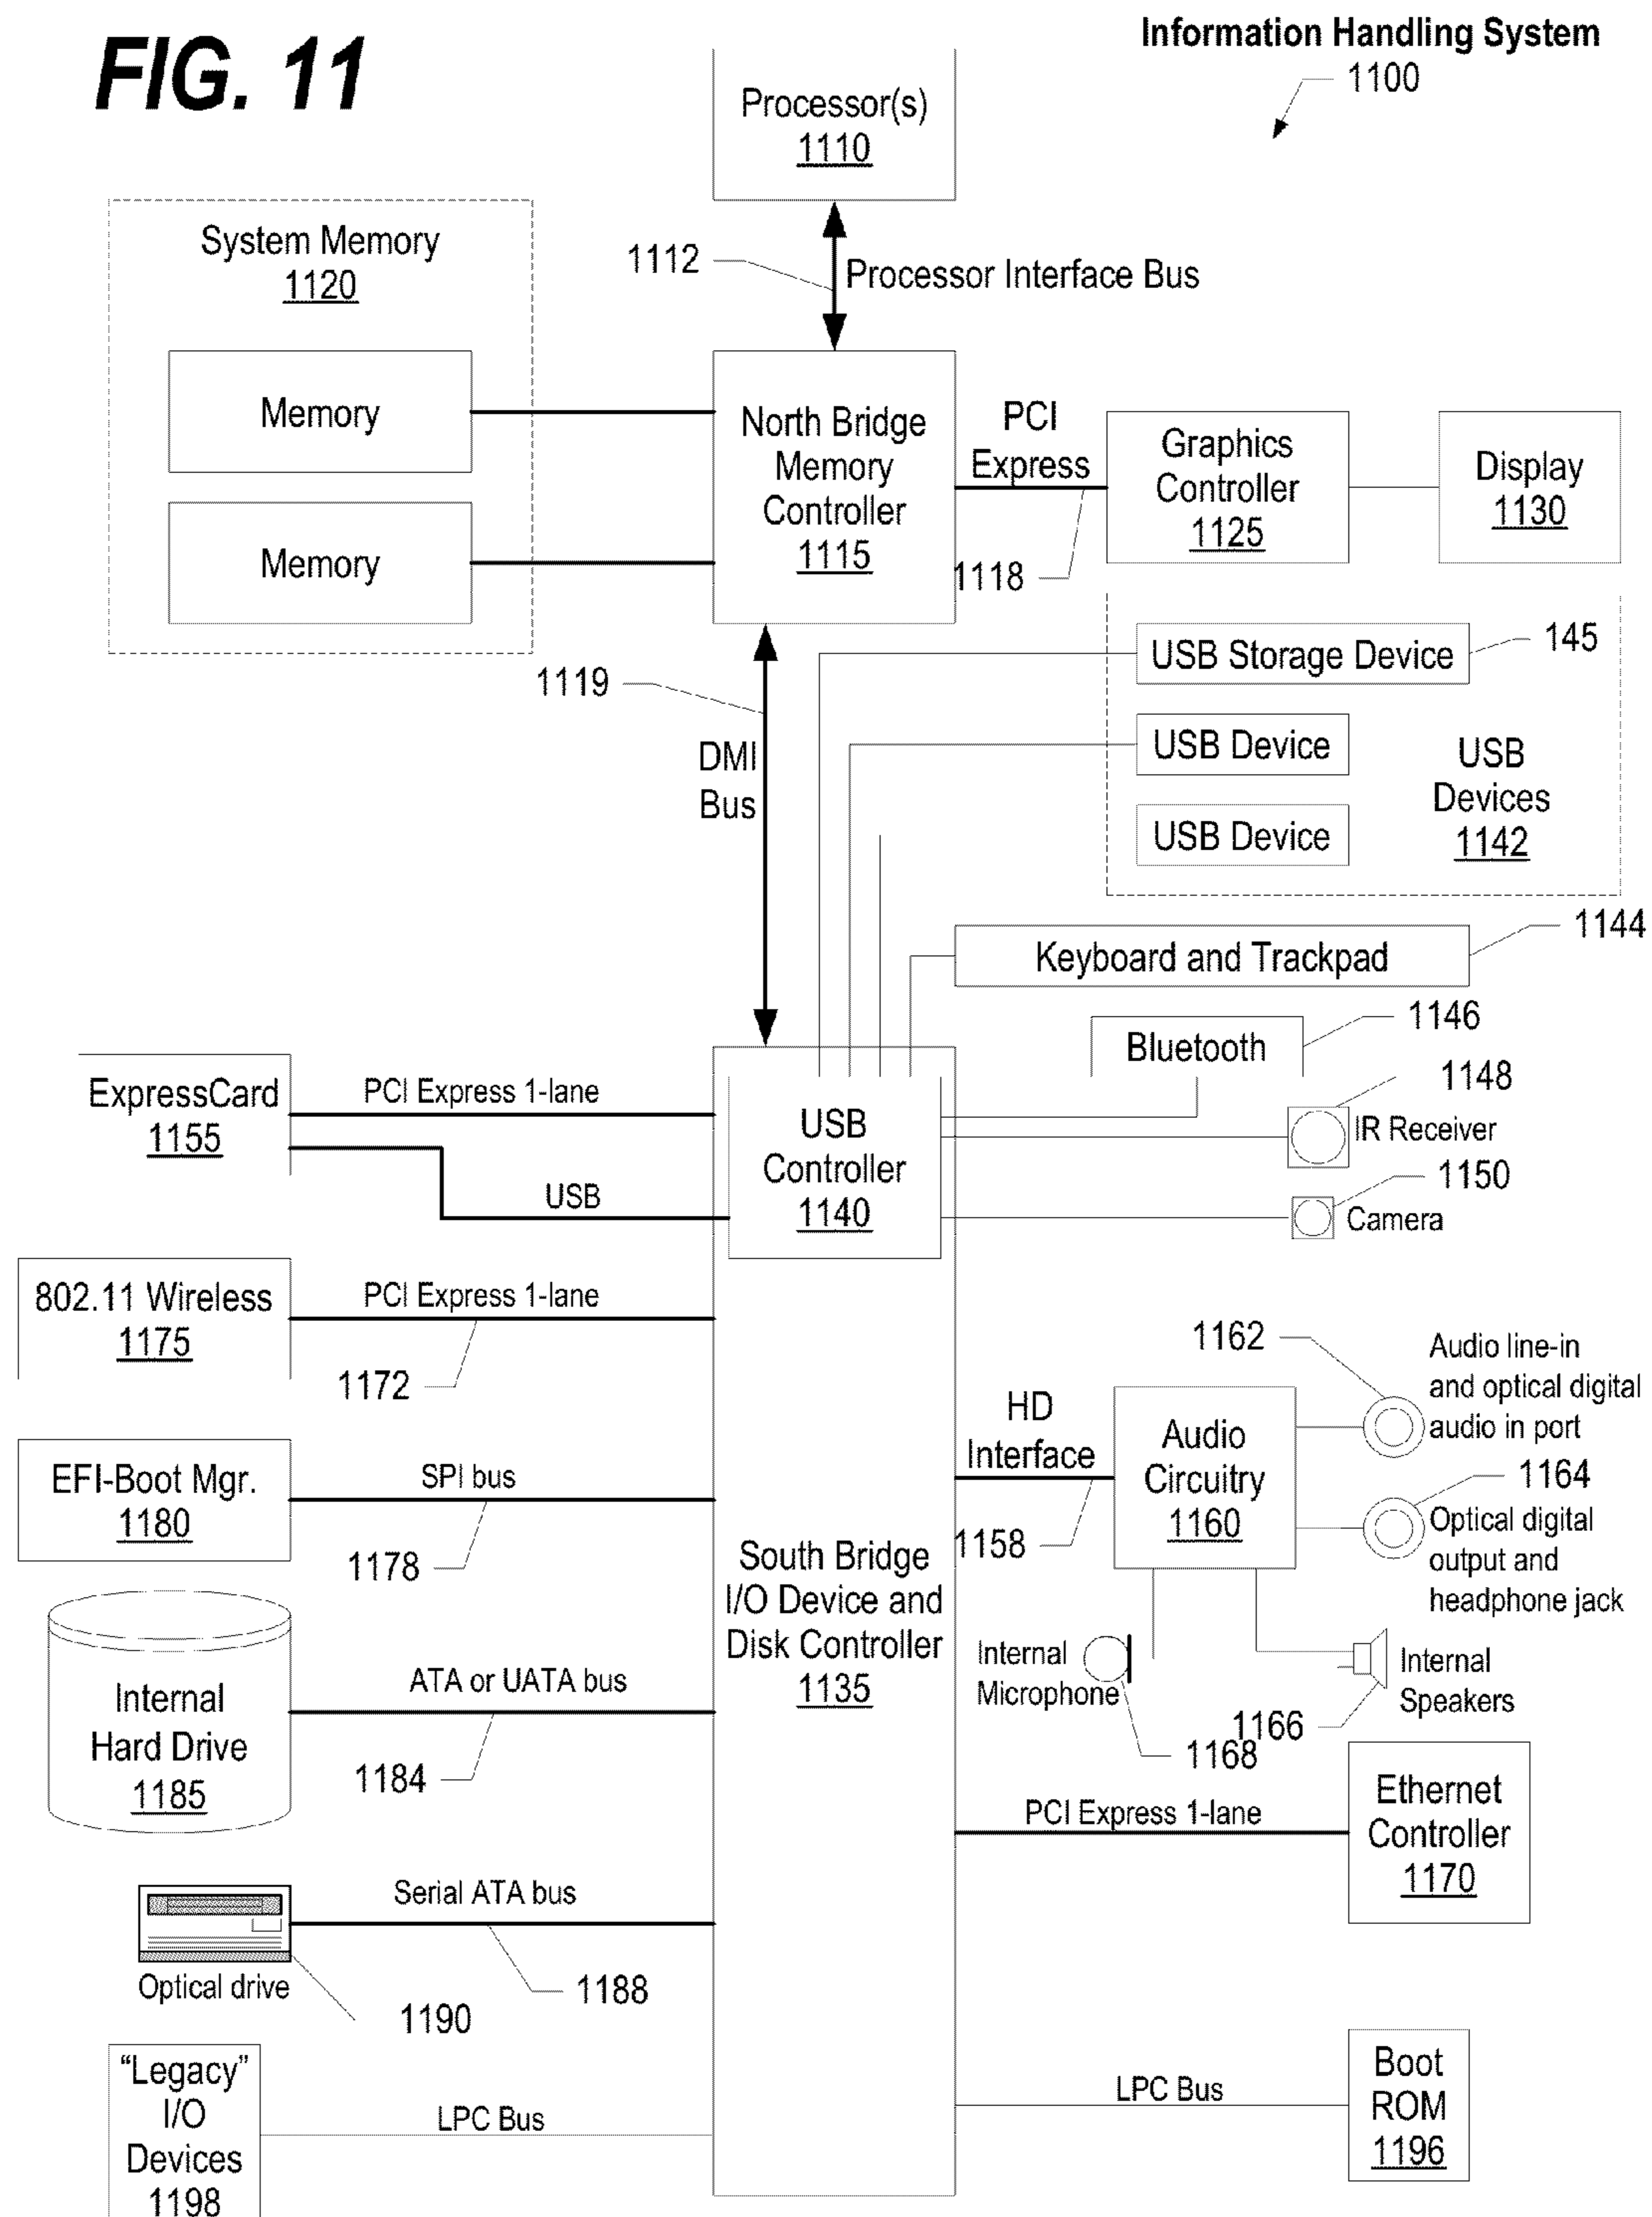 FIG. 11
Information Handling System
1100
Processor(s)
1110
System Memory
1120
1112
Processor Interface Bus
Memory
Memory
North Bridge
Memory
Controller
1115
PCI
Express
1118
Graphics
Controller
1125
Display
1130
1119
DMI
Bus
USB Storage Device
145
USB Device
USB Device
USB
Devices
1142
Keyboard and Trackpad
1144
Bluetooth
1146
1148
IR Receiver
1150
Camera
ExpressCard
1155
PCI Express 1-lane
USB
USB
Controller
1140
802.11 Wireless
1175
PCI Express 1-lane
1172
EFI-Boot Mgr.
1180
SPI bus
1178
HD
Interface
1158
Audio
Circuitry
1160
1162
Audio line-in
and optical digital
audio in port
1164
Optical digital
output and
headphone jack
Internal
Microphone
1168
1166
Internal
Speakers
South Bridge
I/O Device and
Disk Controller
1135
Internal
Hard Drive
1185
ATA or UATA bus
1184
PCI Express 1-lane
Ethernet
Controller
1170
Serial ATA bus
1188
Optical drive
1190
"Legacy"
I/O
Devices
1198
LPC Bus
LPC Bus
Boot
ROM
1196